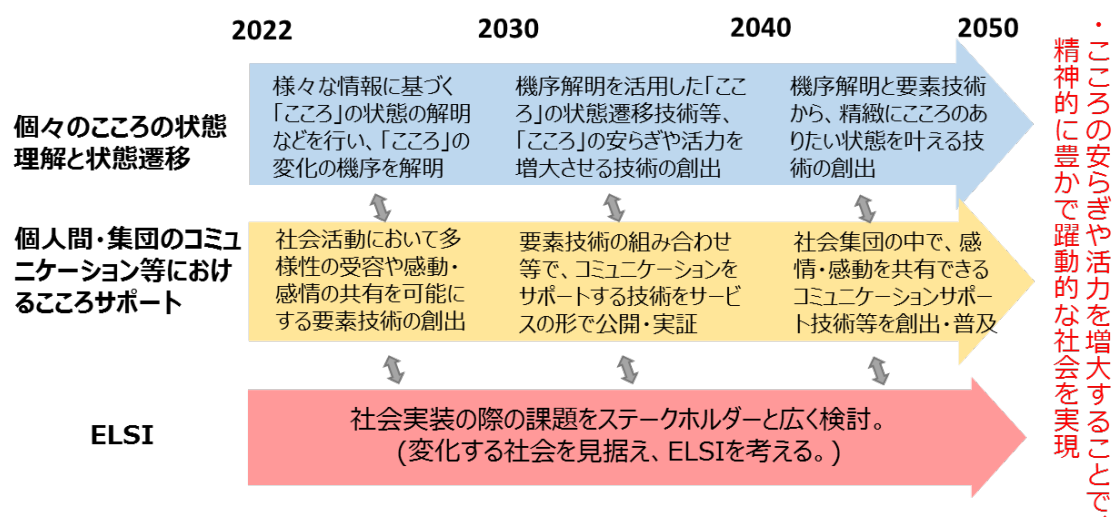 2022
2030
2040
2050
個々のこころの状態
理解と状態遷移
様々な情報に基づく
「こころ」の状態の解明
などを行い、「こころ」の
変化の機序を解明
機序解明を活用した「ここ
ろ」の状態遷移技術等、
「こころ」の安らぎや活力を
増大させる技術の創出
機序解明と要素技術
から、精緻にこころのあ
りたい状態を叶える技
術の創出
個人間・集団のコミュ
ニケーション等におけ
るこころサポート
社会活動において多
様性の受容や感動・
感情の共有を可能に
する要素技術の創出
要素技術の組み合わせ
等で、コミュニケーションを
サポートする技術をサービ
スの形で公開・実証
社会集団の中で、感
情・感動を共有できる
コミュニケーションサポー
ト技術等を創出・普及
ELSI
社会実装の際の課題をステークホルダーと広く検討。
(変化する社会を見据え、ELSIを考える。)
・こころの安らぎや活力を増大することで、
精神的に豊かで躍動的な社会を実現